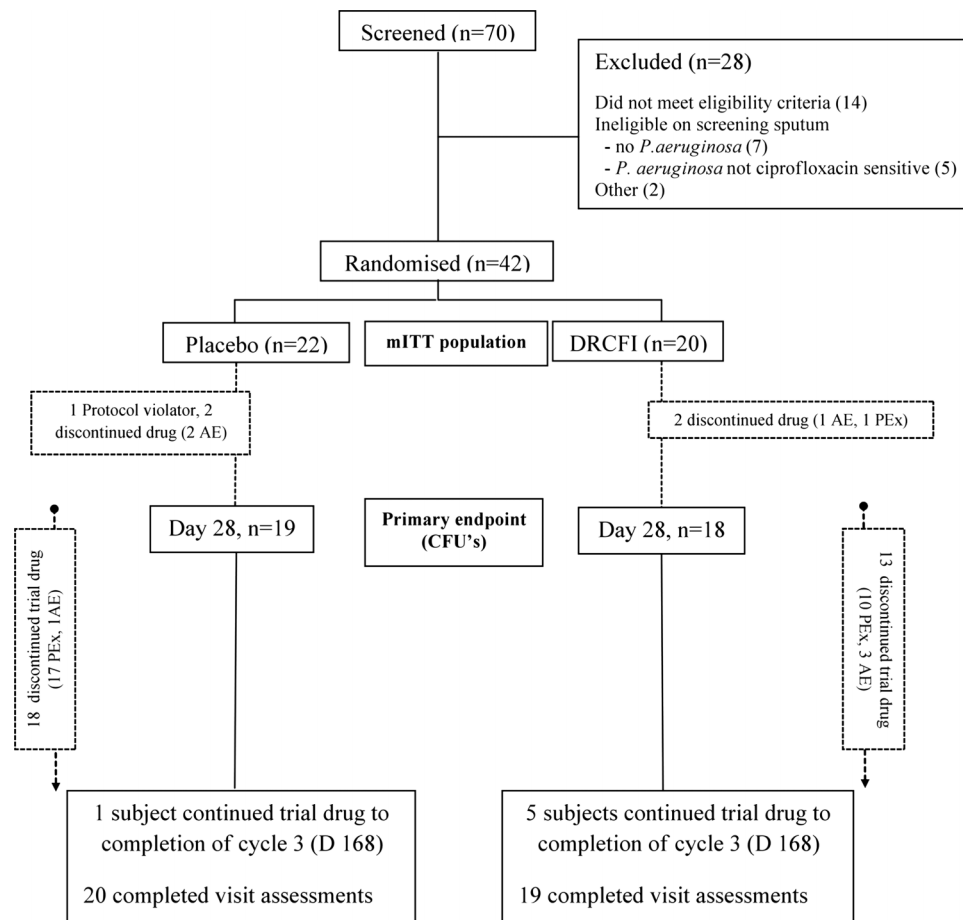 Screened (n=70)
Excluded (n=28)
Did not meet eligibility criteria (14)
Ineligible on screening sputum
- no P.aeruginosa (7)
- P. aeruginosa not ciprofloxacin sensitive (5)
Other (2)
Randomised (n=42)
Placebo (n=22)
mITT population
DRCFI (n=20)
1 Protocol violator, 2
discontinued drug (2 AE)
2 discontinued drug (1 AE, 1 PEx)
Day 28, n=19
Primary endpoint
(CFU's)
Day 28, n=18
18 discontinued trial drug
(17 PEx, 1AE)
13 discontinued trial drug
(10 PEx, 3 AE)
1 subject continued trial drug to
completion of cycle 3 (D 168)
20 completed visit assessments
5 subjects continued trial drug to
completion of cycle 3 (D 168)
19 completed visit assessments